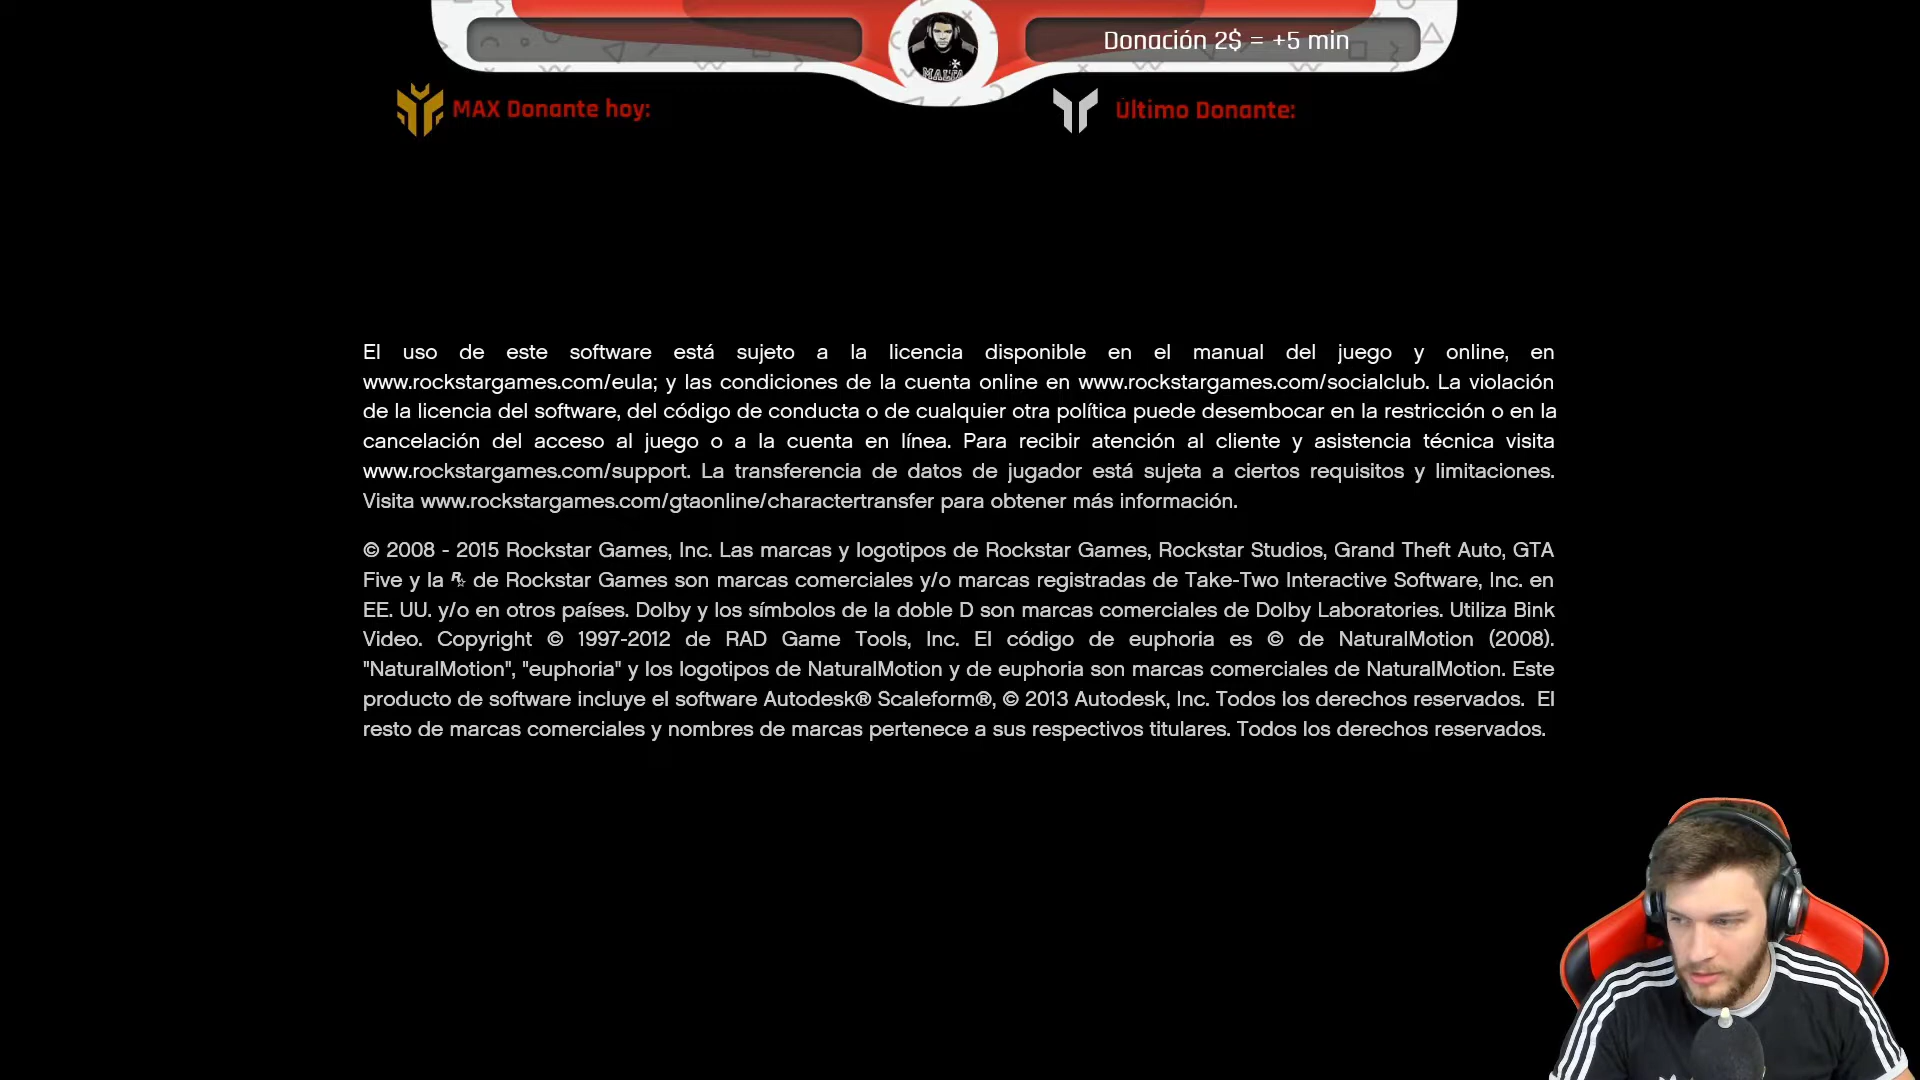 Donación 2$ = +5 min
MALTA
MAX Donante hoy:
Último Donante:
El uso de este software está sujeto a la licencia disponible en el manual del juego y online, en
www.rockstargames.com/eula; y las condiciones de la cuenta online en www.rockstargames.com/socialclub. La violación
de la licencia del software, del código de conducta o de cualquier otra política puede desembocar en la restricción o en la
cancelación del acceso al juego o a la cuenta en línea. Para recibir atención al cliente y asistencia técnica visita
www.rockstargames.com/support. La transferencia de datos de jugador está sujeta a ciertos requisitos y limitaciones.
Visita www.rockstargames.com/gtaonline/charactertransfer para obtener más información.
© 2008 - 2015 Rockstar Games, Inc. Las marcas y logotipos de Rockstar Games, Rockstar Studios, Grand Theft Auto, GTA
Five y la R* de Rockstar Games son marcas comerciales y/o marcas registradas de Take-Two Interactive Software, Inc. en
EE. UU. y/o en otros países. Dolby y los símbolos de la doble D son marcas comerciales de Dolby Laboratories. Utiliza Bink
Video. Copyright © 1997-2012 de RAD Game Tools, Inc. El código de euphoria es © de NaturalMotion (2008).
"NaturalMotion", "euphoria" y los logotipos de NaturalMotion y de euphoria son marcas comerciales de NaturalMotion. Este
producto de software incluye el software Autodesk® Scaleform®, © 2013 Autodesk, Inc. Todos los derechos reservados. El
resto de marcas comerciales y nombres de marcas pertenece a sus respectivos titulares. Todos los derechos reservados.